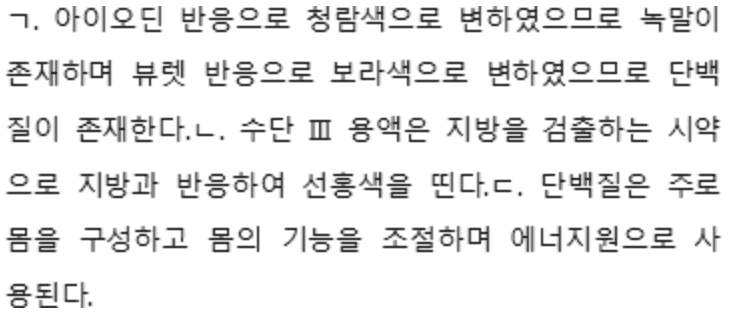 ㄱ. 아이오딘 반응으로 청람색으로 변하였으므로 녹말이
존재하며 뷰렛 반응으로 보라색으로 변하였으므로 단백
질이 존재한다.ㄴ. 수단 Ⅲ 용액은 지방을 검출하는 시약
으로 지방과 반응하여 선홍색을 띤다.ㄷ. 단백질은 주로
몸을 구성하고 몸의 기능을 조절하며 에너지원으로 사
용된다.